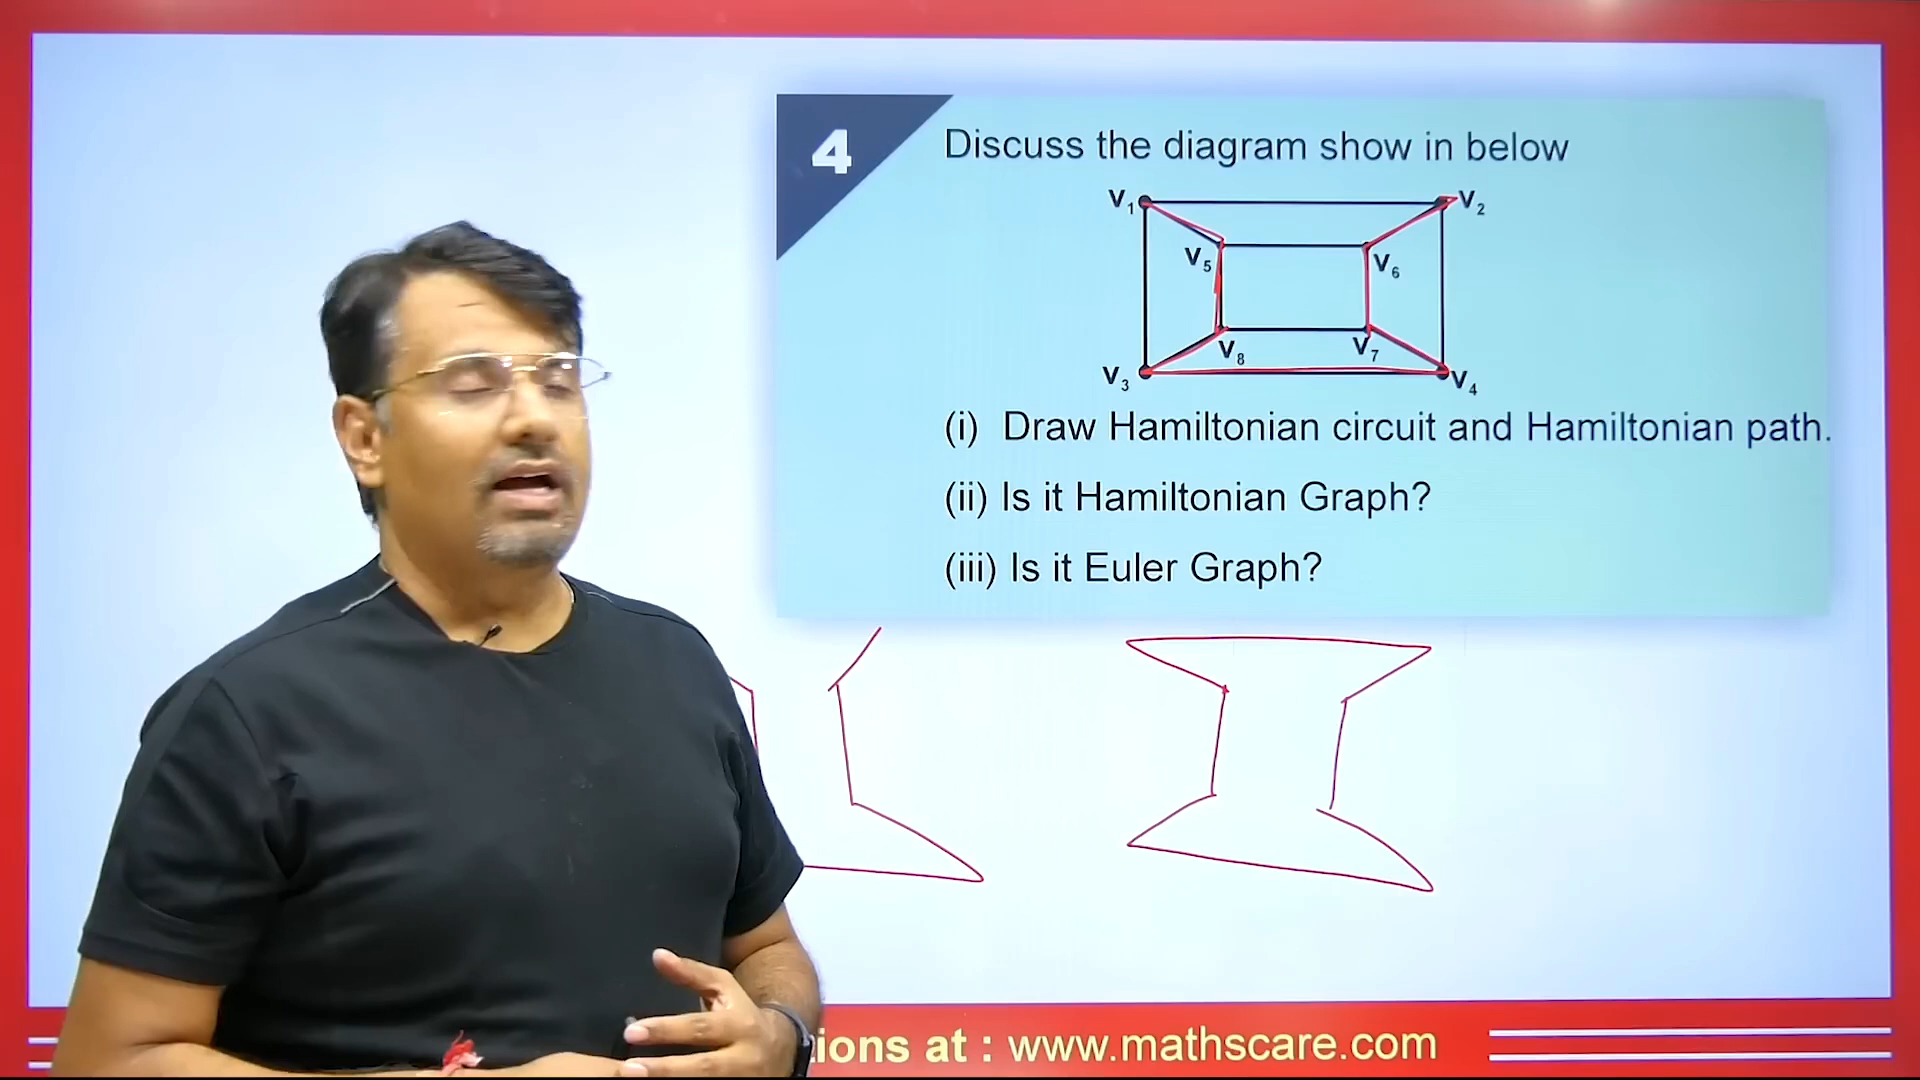 4
Discuss the diagram show in below
V1
V2
V5
V6
V8
V7
V3
V4
(i) Draw Hamiltonian circuit and Hamiltonian path.
(ii) Is it Hamiltonian Graph?
(iii) Is it Euler Graph?
ions at : www.mathscare.com